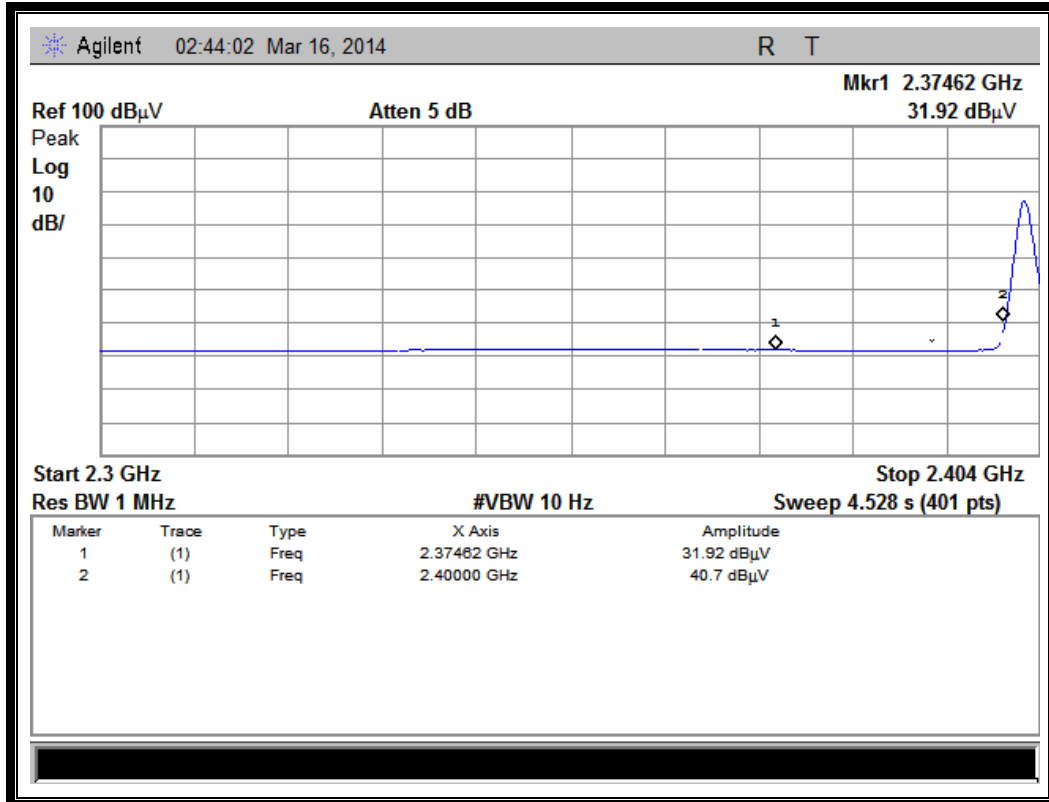 Agilent 02:44:02 Mar 16, 2014 R T
Mkr1 2.37462 GHz
Ref 100 dBµV Atten 5 dB 31.92 dBµV
Peak
Log
10
dB/
2
1
Start 2.3 GHz Stop 2.404 GHz
Res BW 1 MHz #VBW 10 Hz Sweep 4.528 s (401 pts)
Marker Trace Type X Axis Amplitude
1 (1) Freq 2.37462 GHz 31.92 dBµV
2 (1) Freq 2.40000 GHz 40.7 dBµV